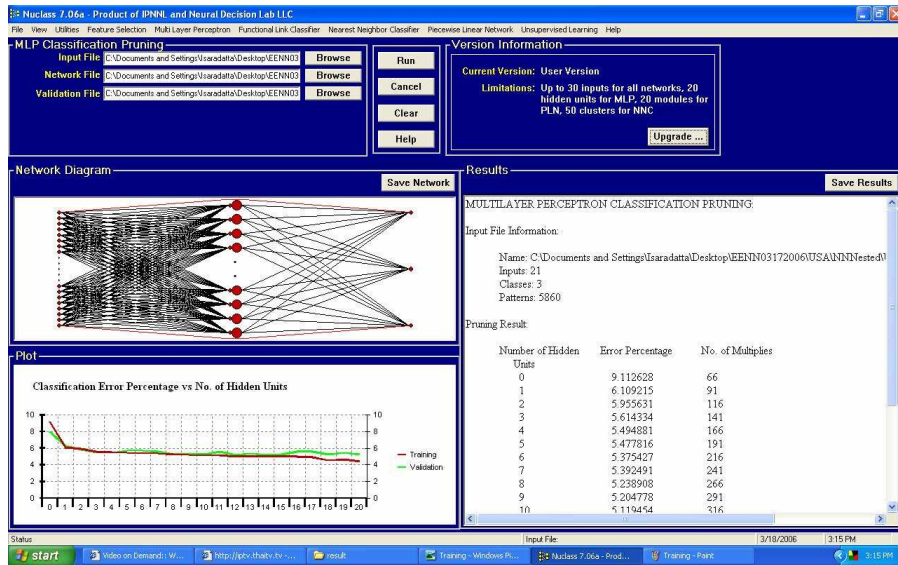 Nuclass 7.06a - Product of IPNNL and Neural Decision Lab LLC
File View Utilities Feature Selection Multi Layer Perceptron Functional Link Classifier Nearest Neighbor Classifier Piecewise Linear Network Unsupervised Learning Help
MLP Classification Pruning
Input File C:\Documents and Settings\Isaradatta\Desktop\EENN03 Browse
Network File C:\Documents and Settings\Isaradatta\Desktop\EENN03 Browse
Validation File C:\Documents and Settings\Isaradatta\Desktop\EENN03 Browse
Run
Cancel
Clear
Help
Version Information
Current Version: User Version
Limitations: Up to 30 inputs for all networks, 20
hidden units for MLP, 20 modules for
PLN, 50 clusters for NNC
Upgrade ...
Network Diagram
Save Network
Plot
Classification Error Percentage vs No. of Hidden Units
10 10
8 8
6 6
4 4
2 2
0 0
0 1 2 3 4 5 6 7 8 9 10 11 12 13 14 15 16 17 18 19 20
Training
Validation
Results
Save Results
MULTILAYER PERCEPTRON CLASSIFICATION PRUNING:
Input File Information:
Name: C:\Documents and Settings\Isaradatta\Desktop\EENN03172006\USA\NNNested\
Inputs: 21
Classes: 3
Patterns: 5860
Pruning Result:
Number of Hidden Error Percentage No. of Multiplies
Units
0 9.112628 66
1 6.109215 91
2 5.955631 116
3 5.614334 141
4 5.494881 166
5 5.477816 191
6 5.375427 216
7 5.392491 241
8 5.238908 266
9 5.204778 291
10 5.119454 316
Status Input File: 3/18/2006 3:15 PM
start Video on Demand:: W... http://iptv.thaitv.tv -... result Training - Windows Pi... Nuclass 7.06a - Prod... Training - Paint 3:15 PM